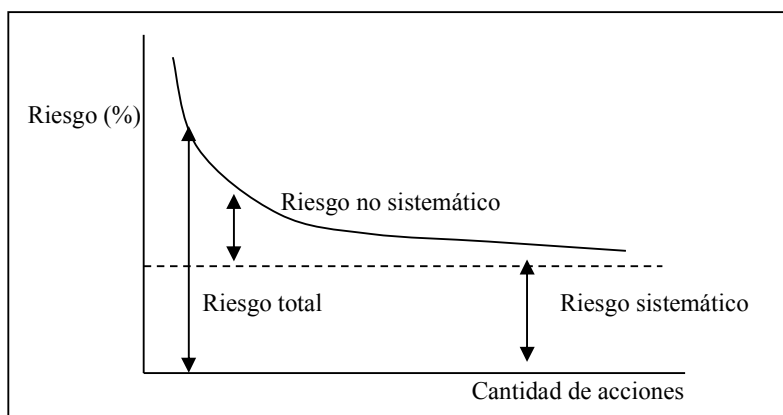 Riesgo (%)
Riesgo no sistemático
Riesgo total
Riesgo sistemático
Cantidad de acciones